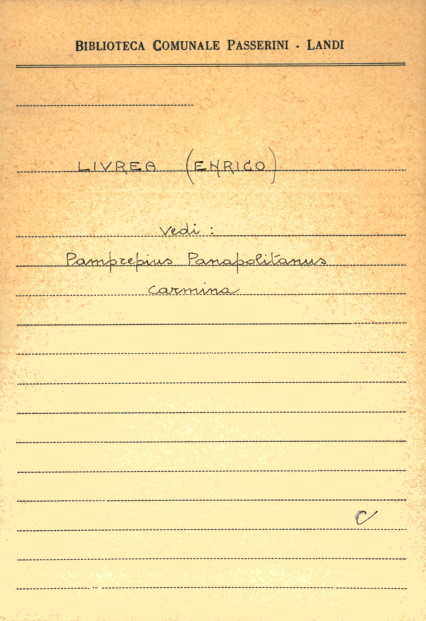 BIBLIOTECA COMUNALE PASSERINI - LANDI
LIVREA (ENRICO)
Vedi :
Pamprepius Panapolitanus
carmina
C